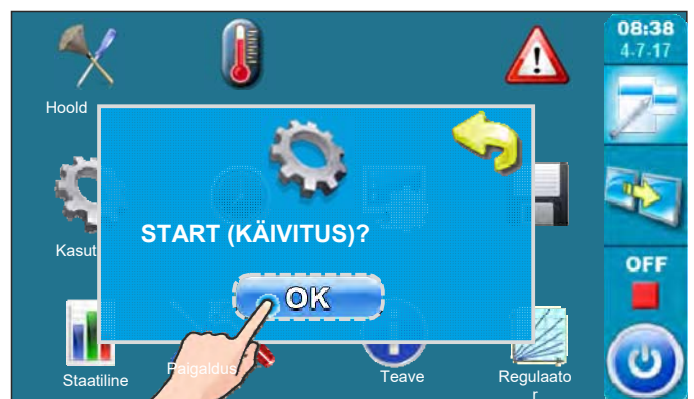 08:38
4-7-17
Hoold
START (KÄIVITUS)?
Kasut
OFF
OK
Staatiline
Paigaldus
Teave
Regulaato
r